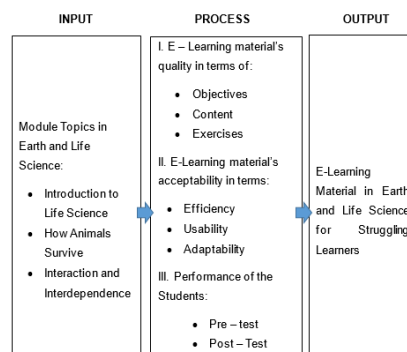 INPUT
PROCESS
OUTPUT
Module Topics in
Earth and Life
Science:
• Introduction to
Life Science
• How Animals
Survive
• Interaction and
Interdependence
I. E – Learning material's
quality in terms of:
• Objectives
• Content
• Exercises
II. E-Learning material's
acceptability in terms:
• Efficiency
• Usability
• Adaptability
III. Performance of the
Students:
• Pre – test
• Post – Test
E-Learning
Material in Earth
and Life Science
for Struggling
Learners